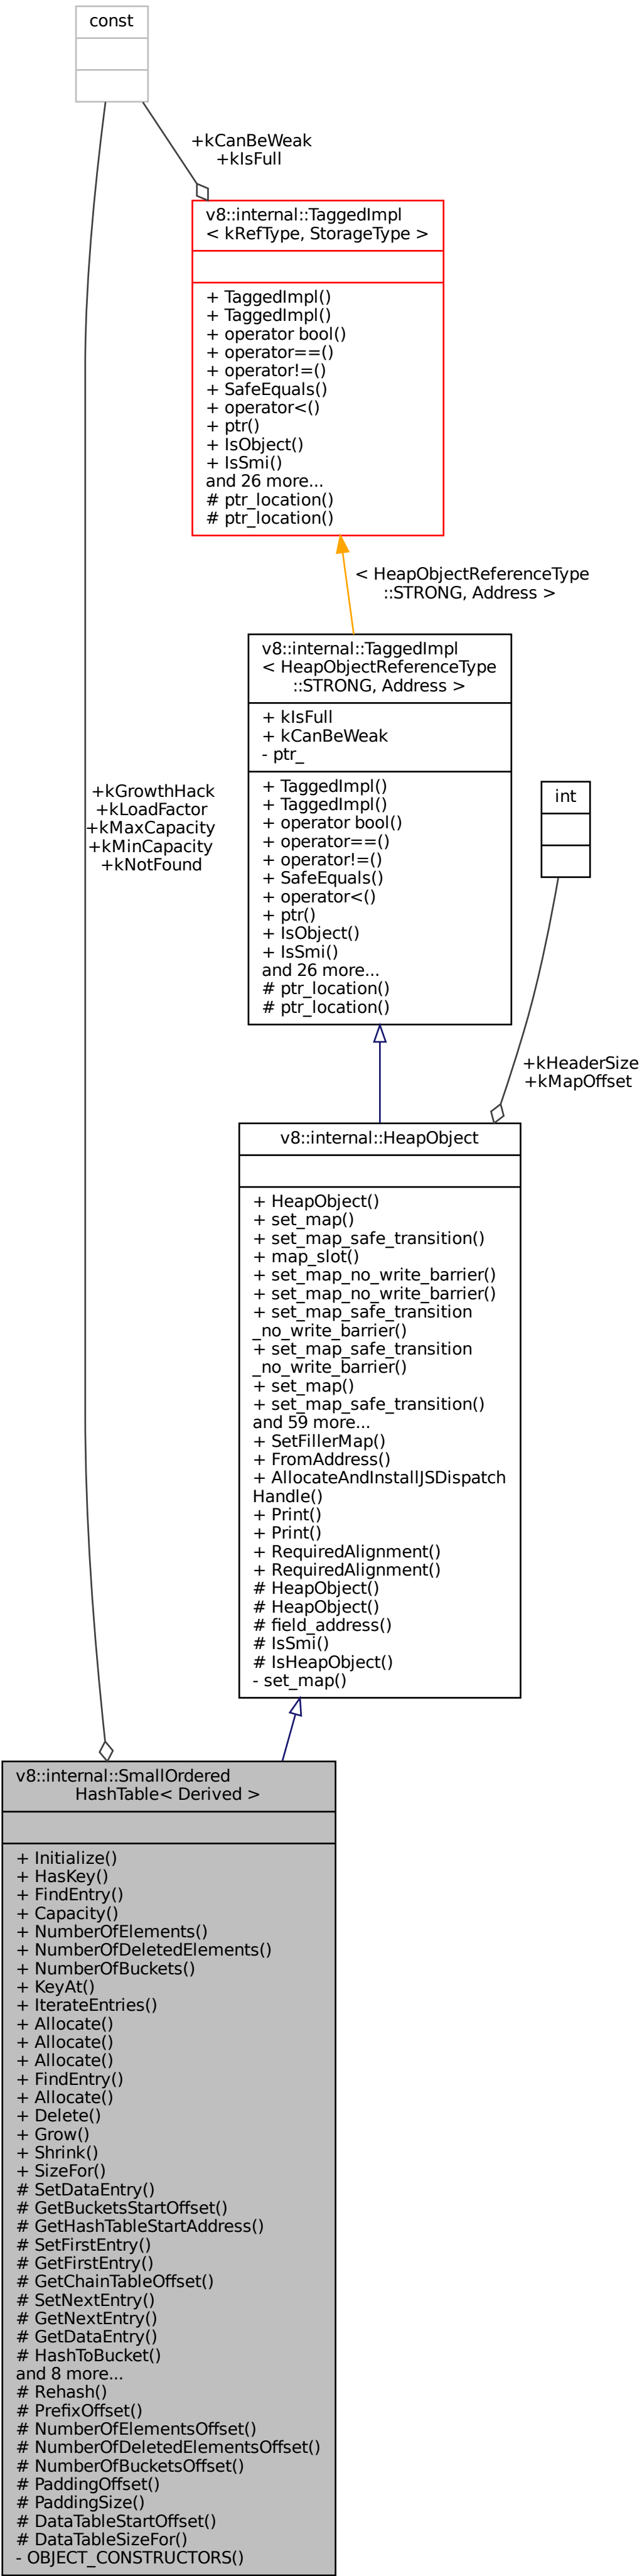 const
+kCanBeWeak
+kIsFull
v8::internal::TaggedImpl
< kRefType, StorageType >
+ TaggedImpl()
+ TaggedImpl()
+ operator bool()
+ operator==()
+ operator!=()
+ SafeEquals()
+ operator<()
+ ptr()
+ IsObject()
+ IsSmi()
and 26 more...
# ptr_location()
# ptr_location()
< HeapObjectReferenceType
::STRONG, Address >
v8::internal::TaggedImpl
< HeapObjectReferenceType
::STRONG, Address >
+ kIsFull
+ kCanBeWeak
- ptr_
+ TaggedImpl()
+ TaggedImpl()
+ operator bool()
+ operator==()
+ operator!=()
+ SafeEquals()
+ operator<()
+ ptr()
+ IsObject()
+ IsSmi()
and 26 more...
# ptr_location()
# ptr_location()
+kGrowthHack
+kLoadFactor
+kMaxCapacity
+kMinCapacity
+kNotFound
int
+kHeaderSize
+kMapOffset
v8::internal::HeapObject
+ HeapObject()
+ set_map()
+ set_map_safe_transition()
+ map_slot()
+ set_map_no_write_barrier()
+ set_map_no_write_barrier()
+ set_map_safe_transition
_no_write_barrier()
+ set_map_safe_transition
_no_write_barrier()
+ set_map()
+ set_map_safe_transition()
and 59 more...
+ SetFillerMap()
+ FromAddress()
+ AllocateAndInstallJSDispatch
Handle()
+ Print()
+ Print()
+ RequiredAlignment()
+ RequiredAlignment()
# HeapObject()
# HeapObject()
# field_address()
# IsSmi()
# IsHeapObject()
- set_map()
v8::internal::SmallOrdered
HashTable< Derived >
+ Initialize()
+ HasKey()
+ FindEntry()
+ Capacity()
+ NumberOfElements()
+ NumberOfDeletedElements()
+ NumberOfBuckets()
+ KeyAt()
+ IterateEntries()
+ Allocate()
+ Allocate()
+ Allocate()
+ FindEntry()
+ Allocate()
+ Delete()
+ Grow()
+ Shrink()
+ SizeFor()
# SetDataEntry()
# GetBucketsStartOffset()
# GetHashTableStartAddress()
# SetFirstEntry()
# GetFirstEntry()
# GetChainTableOffset()
# SetNextEntry()
# GetNextEntry()
# GetDataEntry()
# HashToBucket()
and 8 more...
# Rehash()
# PrefixOffset()
# NumberOfElementsOffset()
# NumberOfDeletedElementsOffset()
# NumberOfBucketsOffset()
# PaddingOffset()
# PaddingSize()
# DataTableStartOffset()
# DataTableSizeFor()
- OBJECT_CONSTRUCTORS()